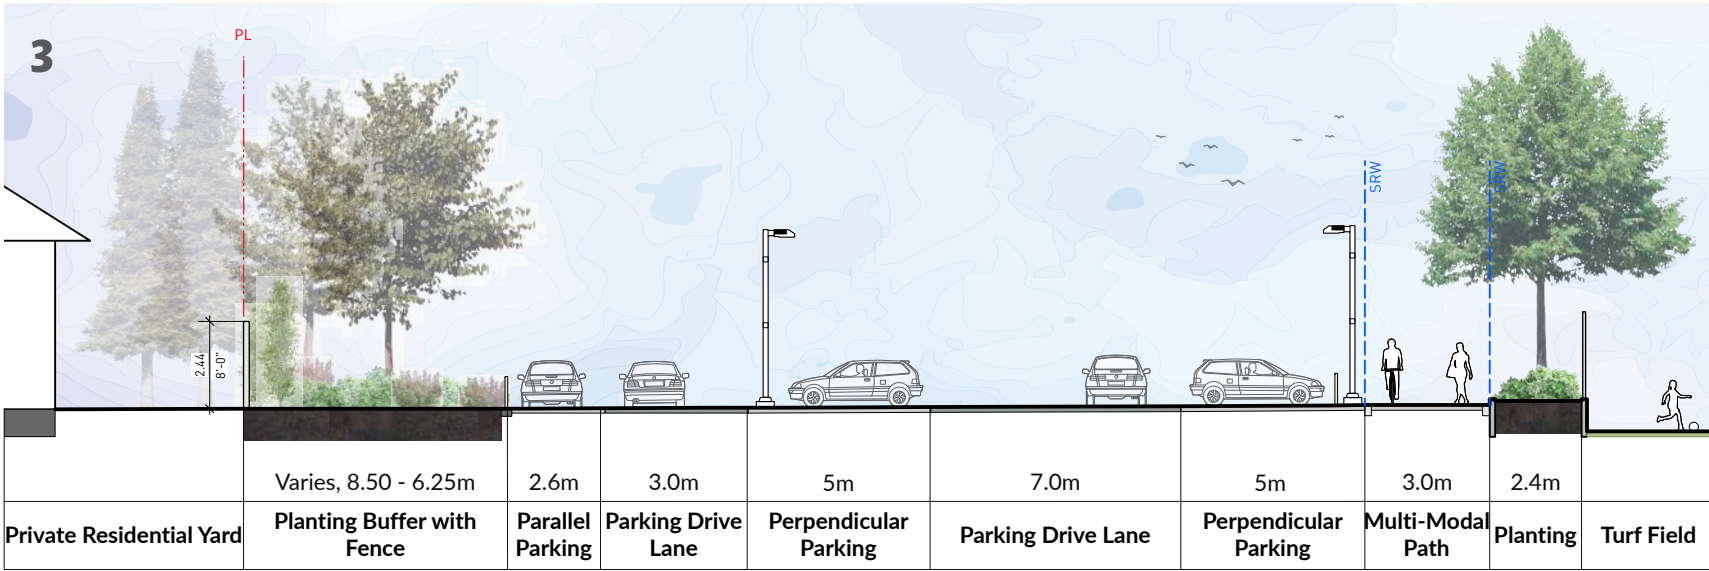 3
PL
SRW
SRW
2.44
8'-0"
Varies, 8.50 - 6.25m
2.6m
3.0m
5m
7.0m
5m
3.0m
2.4m
Private Residential Yard
Planting Buffer with
Fence
Parallel
Parking
Parking Drive
Lane
Perpendicular
Parking
Parking Drive Lane
Perpendicular
Parking
Multi-Modal
Path
Planting
Turf Field